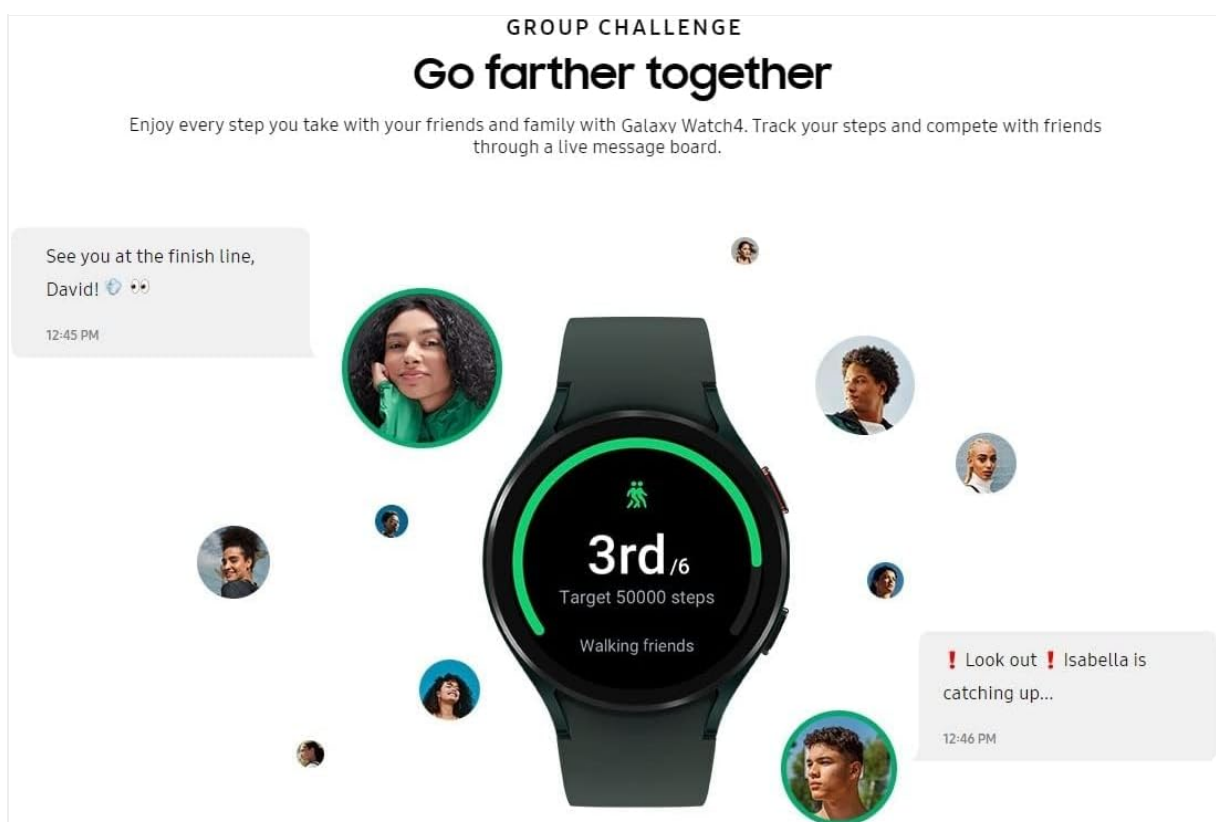 GROUP CHALLENGE
Go farther together
Enjoy every step you take with your friends and family with Galaxy Watch4. Track your steps and compete with friends
through a live message board.
See you at the finish line,
David! 💨 👀
12:45 PM
3rd/6
Target 50000 steps
Walking friends
❗ Look out ❗ Isabella is
catching up...
12:46 PM